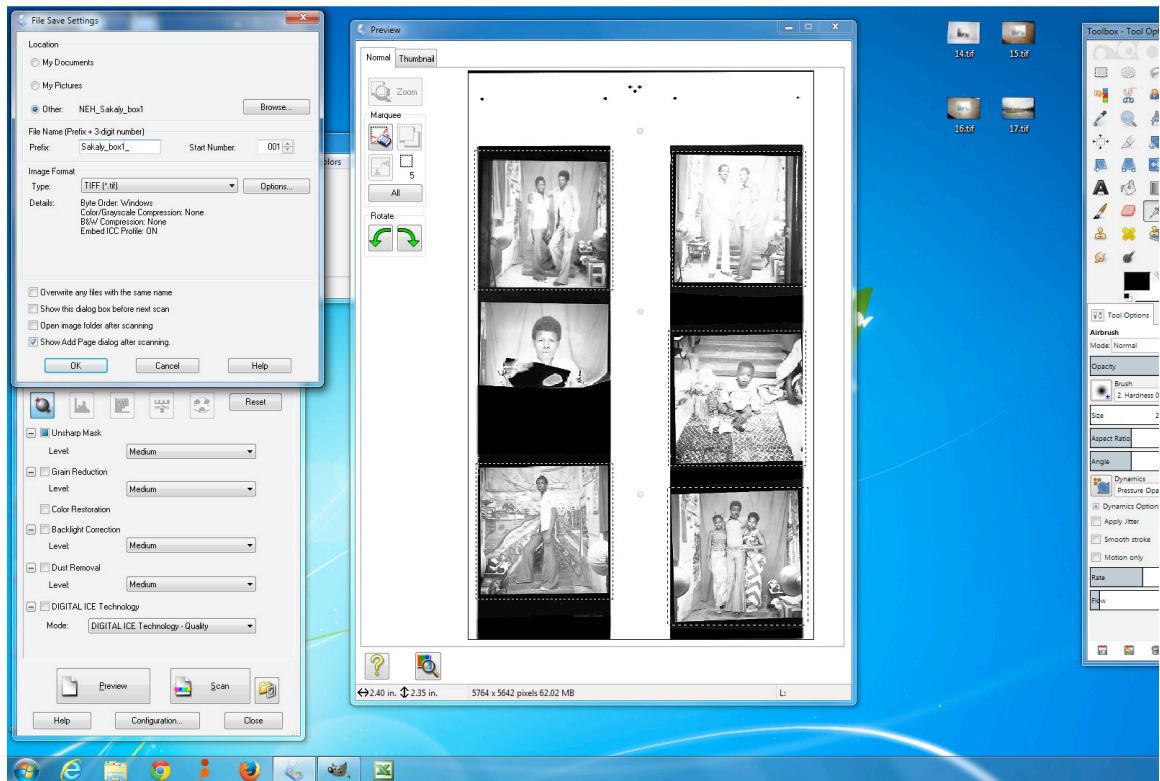 File Save Settings
Location
My Documents
My Pictures
Other: NEH_Sakaly_box1 Browse...
File Name (Prefix + 3-digit number)
Prefix: Sakaly_box1_ Start Number: 001
Image Format
Type: TIFF (*.tif) Options...
Details: Byte Order: Windows
Color/Grayscale Compression: None
B&W Compression: None
Embed ICC Profile: ON
Overwrite any files with the same name
Show this dialog box before next scan
Open image folder after scanning
Show Add Page dialog after scanning.
OK Cancel Help
Reset
Unsharp Mask
Level: Medium
Grain Reduction
Level: Medium
Color Restoration
Backlight Correction
Level: Medium
Dust Removal
Level: Medium
DIGITAL ICE Technology
Mode: DIGITAL ICE Technology - Quality
Preview Scan
Help Configuration... Close
Preview
Normal Thumbnail
Zoom
Marquee
5
All
Rotate
2.40 in. 2.35 in. 5764 x 5642 pixels 62.02 MB L:
14.tif 15.tif
16.tif 17.tif
Toolbox - Tool Opt
Tool Options
Airbrush
Mode: Normal
Opacity
Brush
2. Hardness 0
Size 2
Aspect Ratio
Angle
Dynamics
Pressure Opa
Dynamics Option
Apply Jitter
Smooth stroke
Motion only
Rate
Flow